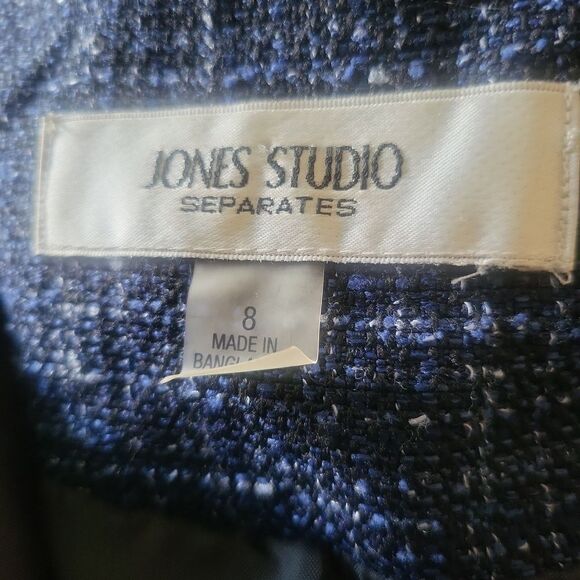 JONES STUDIO
SEPARATES
8
MADE IN